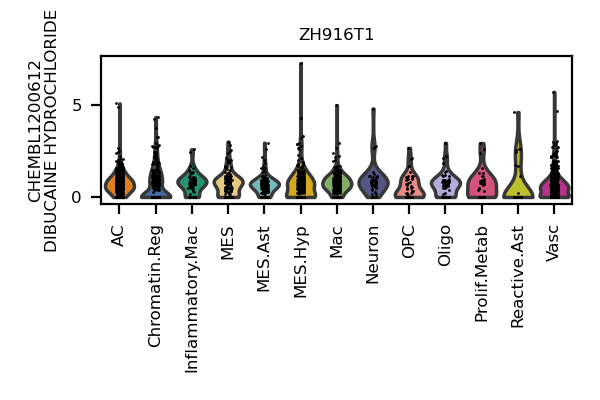 ZH916T1
CHEMBL1200612
DIBUCAINE HYDROCHLORIDE
5
0
AC
Chromatin.Reg
Inflammatory.Mac
MES
MES.Ast
MES.Hyp
Mac
Neuron
OPC
Oligo
Prolif.Metab
Reactive.Ast
Vasc